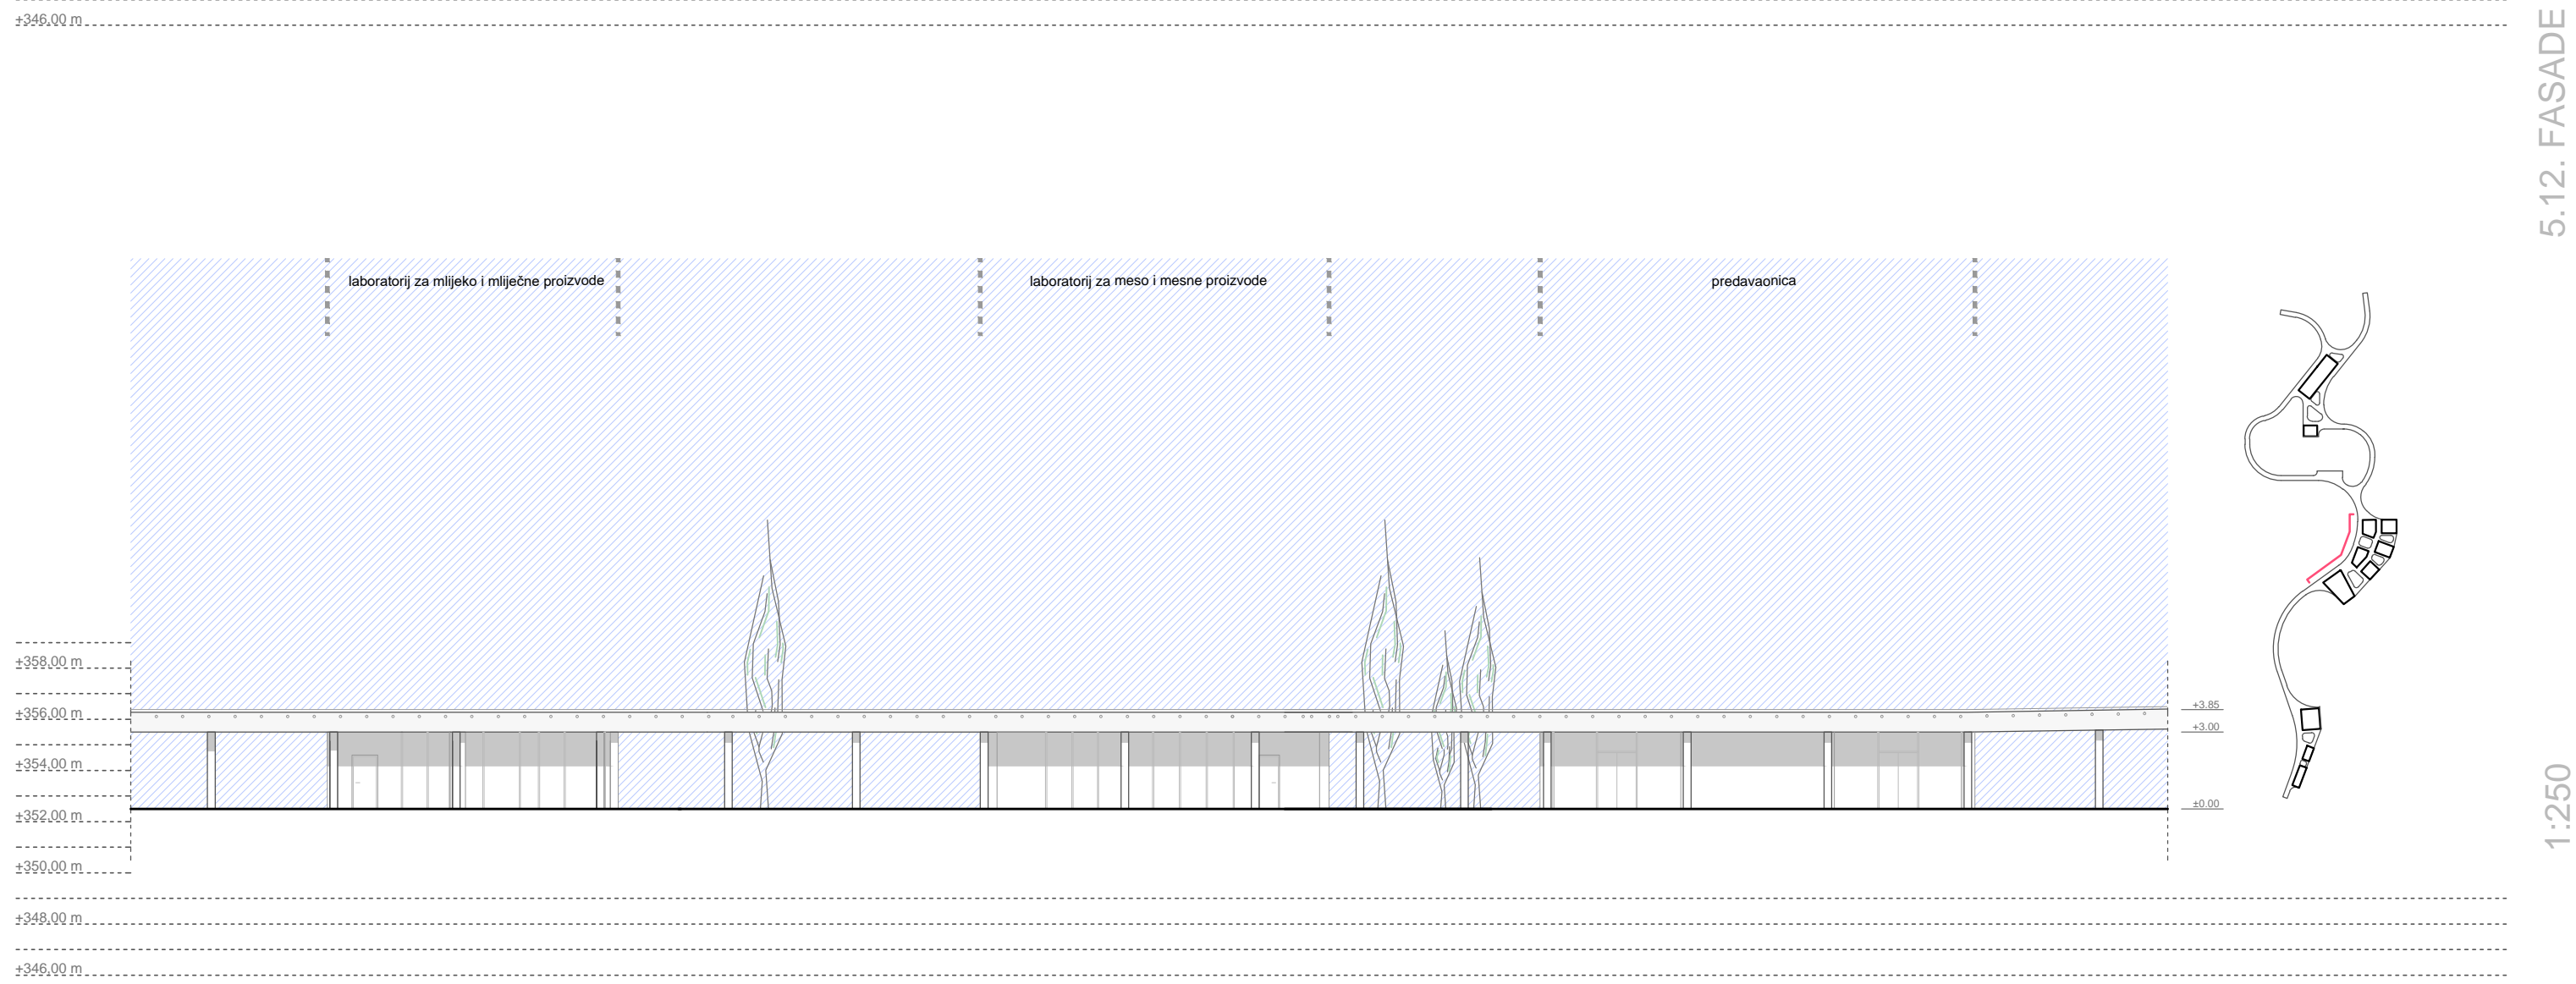 +346,00 m
5.12. FASADE
laboratorij za mlijeko i mliječne proizvode
laboratorij za meso i mesne proizvode
predavaonica
+358,00 m
+356,00 m
+354,00 m
+352,00 m
+350,00 m
+348,00 m
+346,00 m
+3.85
+3.00
±0.00
1:250